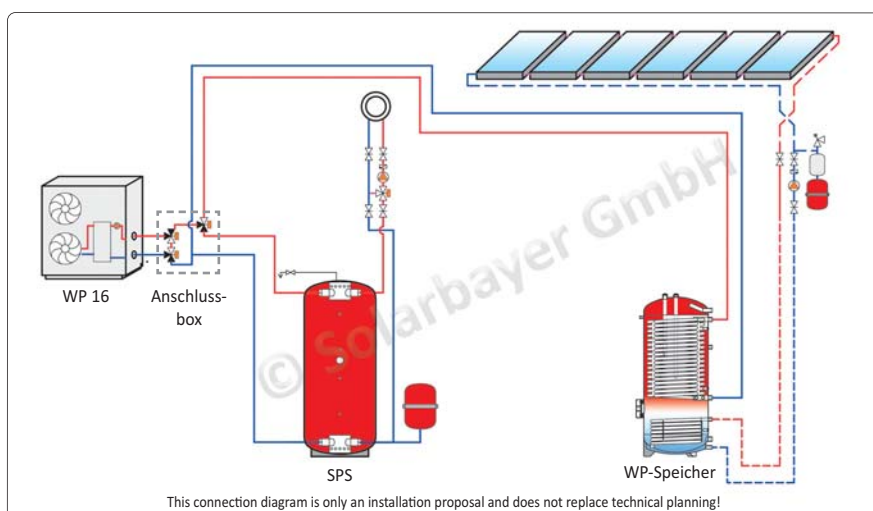 © Solarbayer GmbH
WP 16
Anschluss-
box
SPS
WP-Speicher
This connection diagram is only an installation proposal and does not replace technical planning!